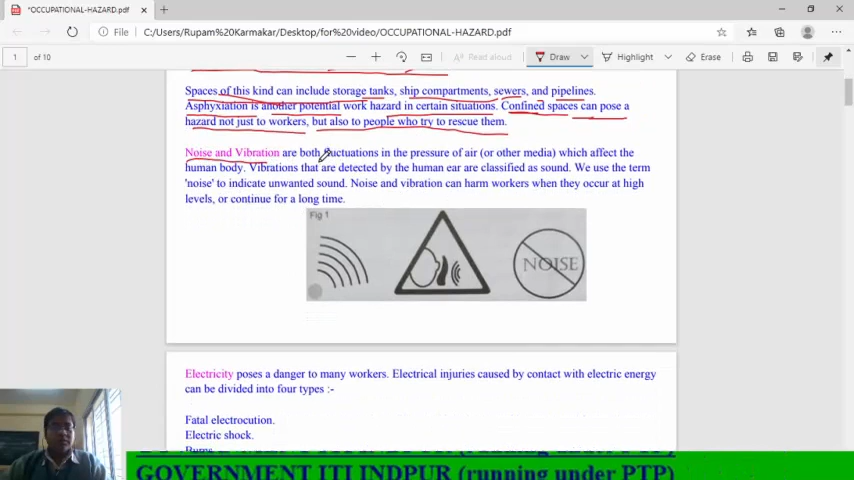 *OCCUPATIONAL-HAZARD.pdf
File
C:/Users/Rupam%20Karmakar/Desktop/for%20video/OCCUPATIONAL-HAZARD.pdf
1 of 10
Read aloud
Draw
Highlight
Erase
Spaces of this kind can include storage tanks, ship compartments, sewers, and pipelines.
Asphyxiation is another potential work hazard in certain situations. Confined spaces can pose a
hazard not just to workers, but also to people who try to rescue them.
Noise and Vibration are both fluctuations in the pressure of air (or other media) which affect the
human body. Vibrations that are detected by the human ear are classified as sound. We use the term
'noise' to indicate unwanted sound. Noise and vibration can harm workers when they occur at high
levels, or continue for a long time.
Fig 1
NOISE
Electricity poses a danger to many workers. Electrical injuries caused by contact with electric energy
can be divided into four types :-
Fatal electrocution.
Electric shock.
Burns
GOVERNMENT ITI INDPUR (running under PTP)